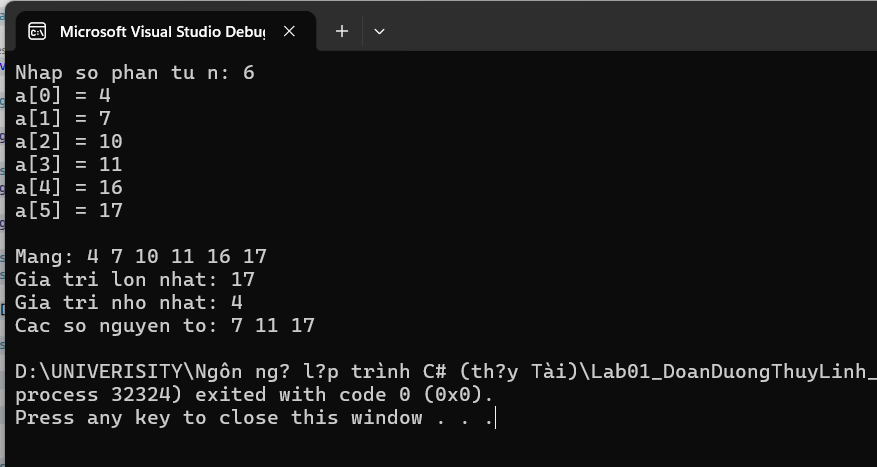 Microsoft Visual Studio Debu
Nhap so phan tu n: 6
a[0] = 4
a[1] = 7
a[2] = 10
a[3] = 11
a[4] = 16
a[5] = 17
Mang: 4 7 10 11 16 17
Gia tri lon nhat: 17
Gia tri nho nhat: 4
Cac so nguyen to: 7 11 17
D:\UNIVERISITY\Ngôn ng? l?p trình C# (th?y Tài)\Lab01_DoanDuongThuyLinh_
process 32324) exited with code 0 (0x0).
Press any key to close this window . . .